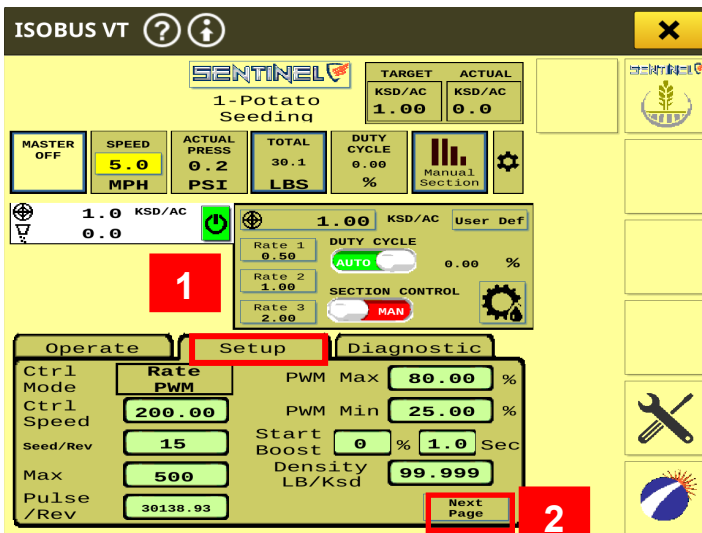 ISOBUS VT ? i ×
SENTINEL
SENTINEL
TARGET ACTUAL
KSD/AC KSD/AC
1.00 0.0
1-Potato
Seeding
MASTER
OFF
SPEED
5.0
MPH
ACTUAL
PRESS
0.2
PSI
TOTAL
30.1
LBS
DUTY
CYCLE
0.00
%
Manual
Section
1.0 KSD/AC
0.0
1.00 KSD/AC User Def
Rate 1
0.50
Rate 2
1.00
Rate 3
2.00
DUTY CYCLE
AUTO 0.00 %
SECTION CONTROL
MAN
1
Operate Setup Diagnostic
Ctrl
Mode
Rate
PWM
Ctrl
Speed
200.00
Seed/Rev 15
Max 500
Pulse
/Rev
30138.93
PWM Max 80.00 %
PWM Min 25.00 %
Start
Boost
0 % 1.0 Sec
Density
LB/Ksd
99.999
Next
Page
2